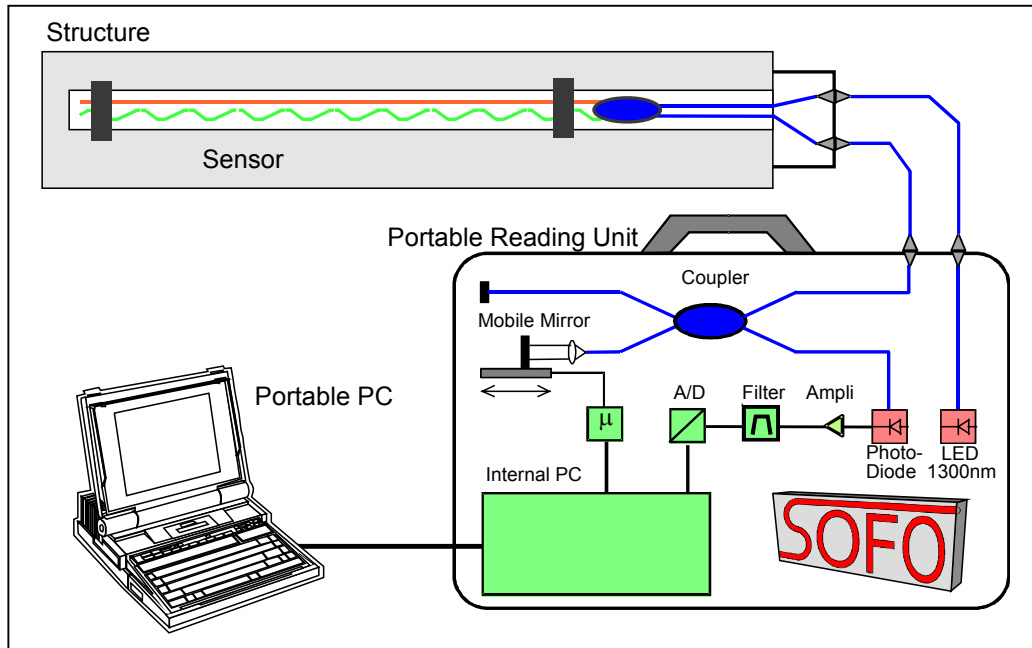 Structure
Sensor
Portable Reading Unit
Coupler
Mobile Mirror
Portable PC
A/D
Filter
Ampli
µ
Photo-
Diode
LED
1300nm
Internal PC
SOFO